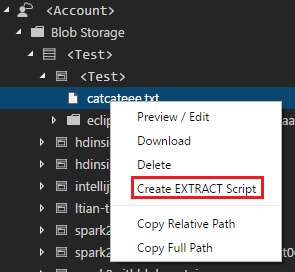 <Account>
Blob Storage
<Test>
<Test>
catcateee.txt
Preview / Edit
eclip
Download
hdinsi
Delete
hdinsi
Create EXTRACT Script
intellij
ltian-te
Copy Relative Path
spark2
Copy Full Path
spark2